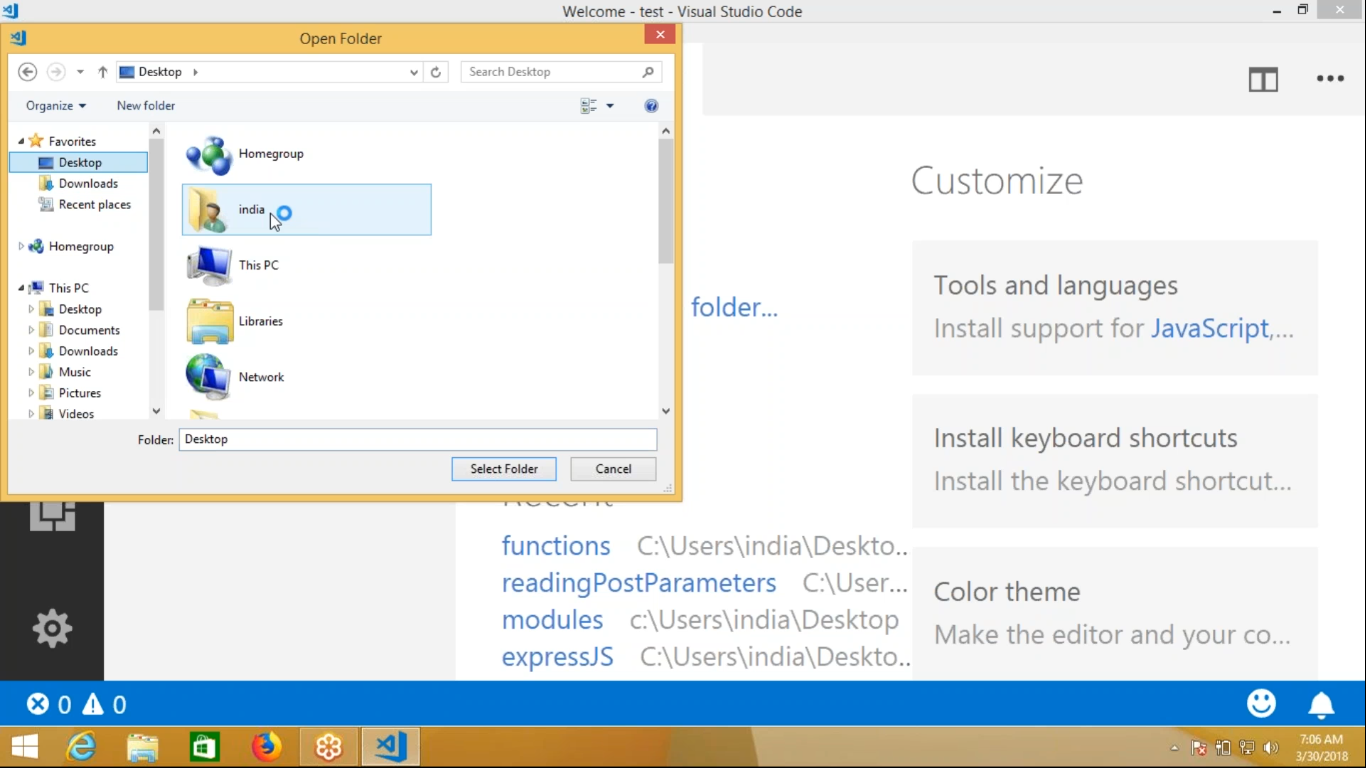 Welcome - test - Visual Studio Code
Open Folder
Desktop
Search Desktop
Organize
New folder
Favorites
Desktop
Downloads
Recent places
Homegroup
This PC
Desktop
Documents
Downloads
Music
Pictures
Videos
Homegroup
india
This PC
Libraries
Network
Folder: Desktop
Select Folder
Cancel
folder...
Customize
Tools and languages
Install support for JavaScript,...
Install keyboard shortcuts
Install the keyboard shortcut...
Color theme
Make the editor and your co...
Recent
functions C:\Users\india\Deskto...
readingPostParameters C:\User...
modules c:\Users\india\Desktop
expressJS C:\Users\india\Deskto...
0 0
7:06 AM
3/30/2018